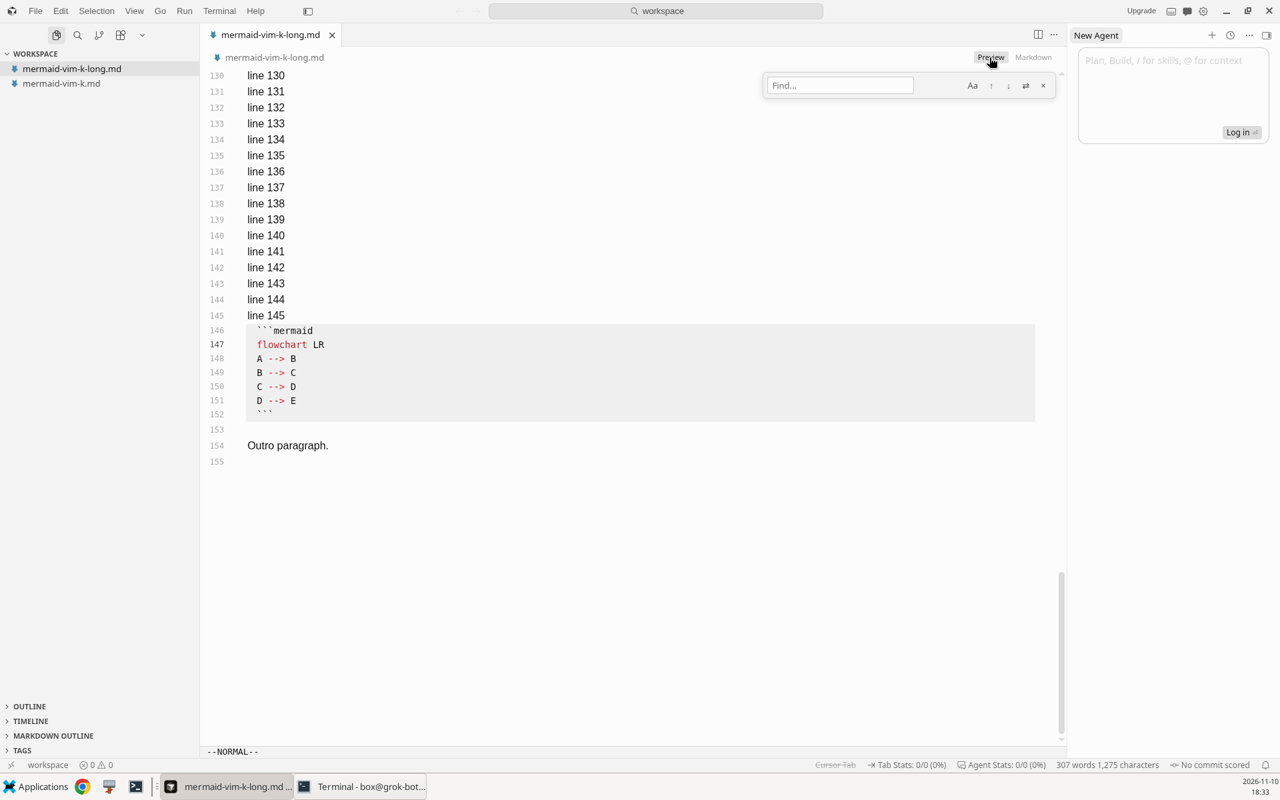 File Edit Selection View Go Run Terminal Help
workspace
Upgrade
WORKSPACE
mermaid-vim-k-long.md
mermaid-vim-k.md
OUTLINE
TIMELINE
MARKDOWN OUTLINE
TAGS
mermaid-vim-k-long.md
mermaid-vim-k-long.md
Preview Markdown
Find...
Aa
130 line 130
131 line 131
132 line 132
133 line 133
134 line 134
135 line 135
136 line 136
137 line 137
138 line 138
139 line 139
140 line 140
141 line 141
142 line 142
143 line 143
144 line 144
145 line 145
146 ```mermaid
147 flowchart LR
148 A --> B
149 B --> C
150 C --> D
151 D --> E
152 ```
153
154 Outro paragraph.
155
--NORMAL--
New Agent
Plan, Build, / for skills, @ for context
Log in ⏎
workspace 0 0
Cursor Tab Tab Stats: 0/0 (0%) Agent Stats: 0/0 (0%) 307 words 1,275 characters No commit scored
Applications
mermaid-vim-k-long.md ...
Terminal - box@grok-bot...
2026-11-10
18:33